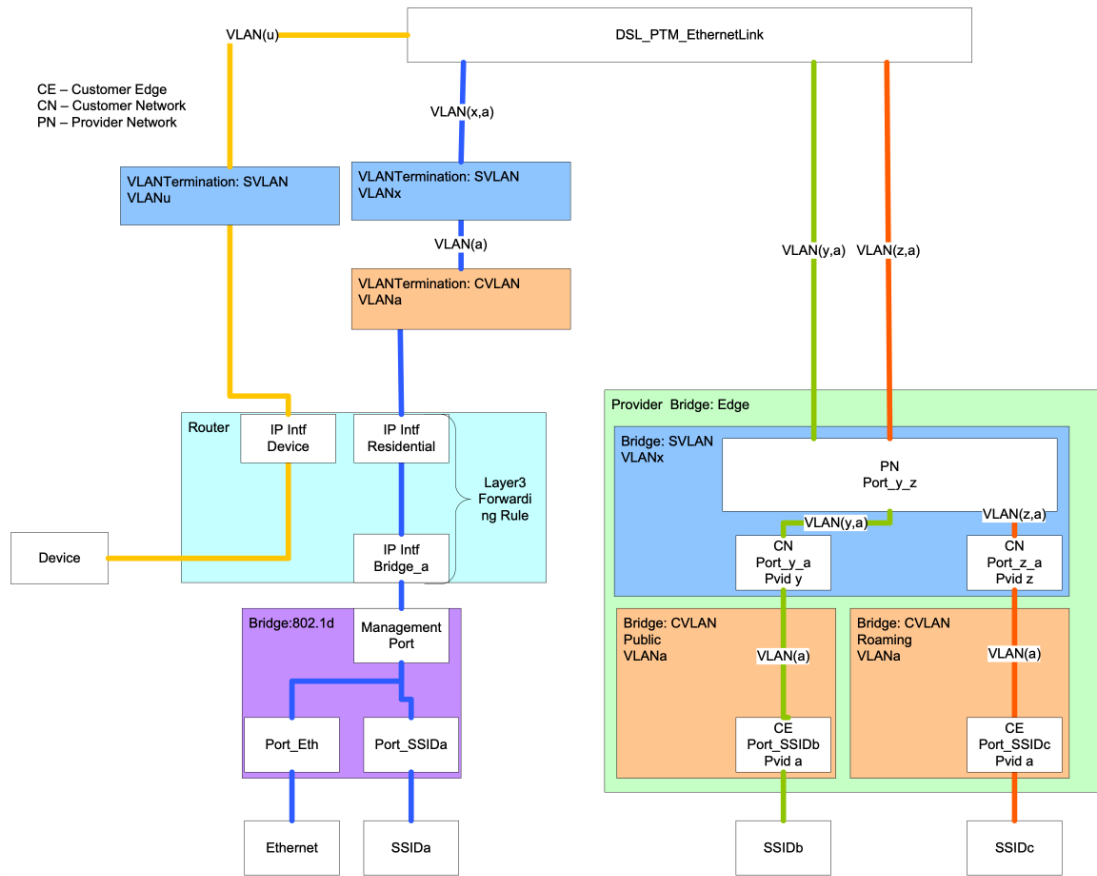 DSL_PTM_EthernetLink
VLAN(u)
CE – Customer Edge
CN – Customer Network
PN – Provider Network
VLAN(x,a)
VLANTermination: SVLAN
VLANu
VLANTermination: SVLAN
VLANx
VLAN(a)
VLAN(y,a)
VLAN(z,a)
VLANTermination: CVLAN
VLANa
Router
IP Intf
Device
IP Intf
Residential
Layer3
Forwardi
ng Rule
IP Intf
Bridge_a
Device
Bridge:802.1d
Management
Port
Port_Eth
Port_SSIDa
Ethernet
SSIDa
Provider Bridge: Edge
Bridge: SVLAN
VLANx
PN
Port_y_z
VLAN(y,a)
VLAN(z,a)
CN
Port_y_a
Pvid y
CN
Port_z_a
Pvid z
Bridge: CVLAN
Public
VLANa
Bridge: CVLAN
Roaming
VLANa
VLAN(a)
VLAN(a)
CE
Port_SSIDb
Pvid a
CE
Port_SSIDc
Pvid a
SSIDb
SSIDc